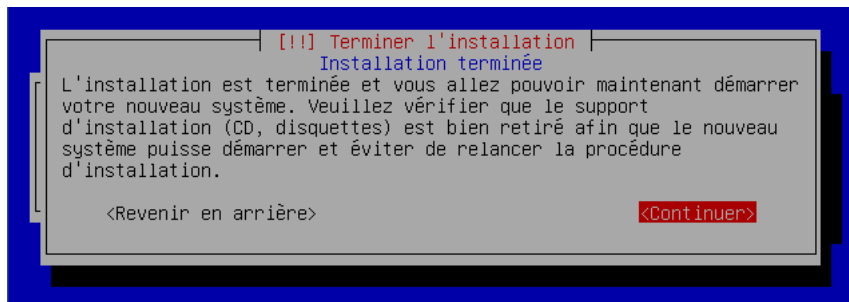 [!!] Terminer l'installation
Installation terminée
L'installation est terminée et vous allez pouvoir maintenant démarrer
votre nouveau système. Veuillez vérifier que le support
d'installation (CD, disquettes) est bien retiré afin que le nouveau
système puisse démarrer et éviter de relancer la procédure
d'installation.
<Revenir en arrière> <Continuer>